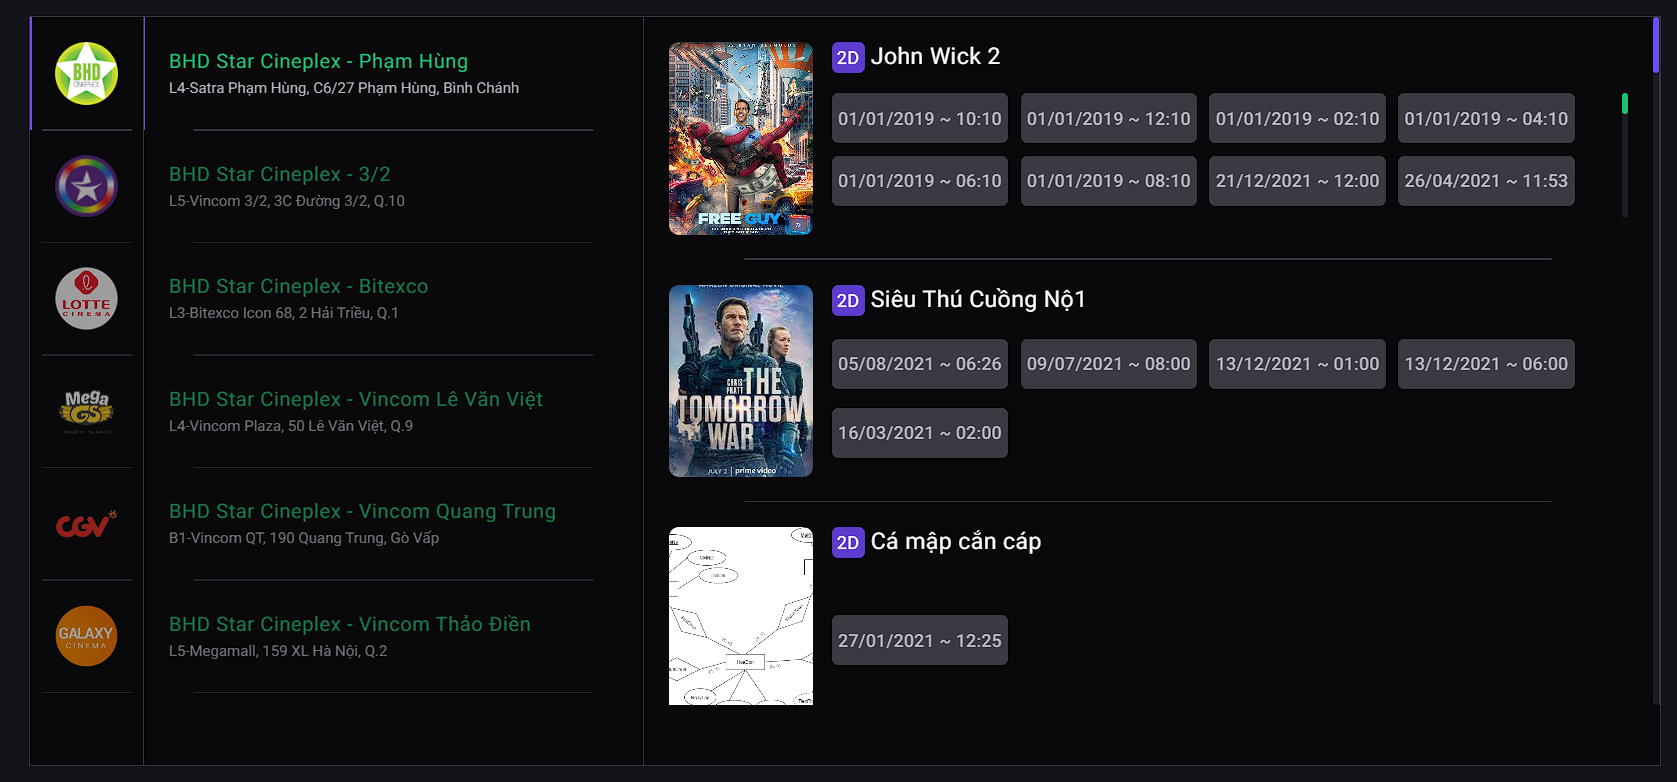 BHD
CINEPLEX
LOTTE
CINEMA
Mega
GS
CGV
GALAXY
CINEMA
BHD Star Cineplex - Phạm Hùng
L4-Satra Phạm Hùng, C6/27 Phạm Hùng, Bình Chánh
BHD Star Cineplex - 3/2
L5-Vincom 3/2, 3C Đường 3/2, Q.10
BHD Star Cineplex - Bitexco
L3-Bitexco Icon 68, 2 Hải Triều, Q.1
BHD Star Cineplex - Vincom Lê Văn Việt
L4-Vincom Plaza, 50 Lê Văn Việt, Q.9
BHD Star Cineplex - Vincom Quang Trung
B1-Vincom QT, 190 Quang Trung, Gò Vấp
BHD Star Cineplex - Vincom Thảo Điền
L5-Megamall, 159 XL Hà Nội, Q.2
FREE GUY
2D John Wick 2
01/01/2019 ~ 10:10 01/01/2019 ~ 12:10 01/01/2019 ~ 02:10 01/01/2019 ~ 04:10
01/01/2019 ~ 06:10 01/01/2019 ~ 08:10 21/12/2021 ~ 12:00 26/04/2021 ~ 11:53
AMAZON ORIGINAL MOVIE
CHRIS
PRATT
THE
TOMORROW
WAR
JULY 2 | prime video
2D Siêu Thú Cuồng Nộ1
05/08/2021 ~ 06:26 09/07/2021 ~ 08:00 13/12/2021 ~ 01:00 13/12/2021 ~ 06:00
16/03/2021 ~ 02:00
HoaDon
2D Cá mập cắn cáp
27/01/2021 ~ 12:25